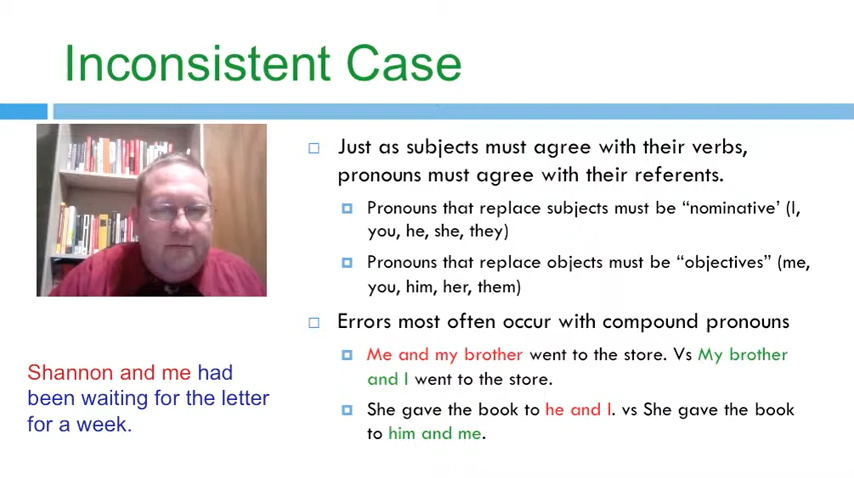 Inconsistent Case
Just as subjects must agree with their verbs,
pronouns must agree with their referents.
Pronouns that replace subjects must be “nominative’ (I,
you, he, she, they)
Pronouns that replace objects must be “objectives” (me,
you, him, her, them)
Errors most often occur with compound pronouns
Me and my brother went to the store. Vs My brother
and I went to the store.
She gave the book to he and I. vs She gave the book
to him and me.
Shannon and me had
been waiting for the letter
for a week.